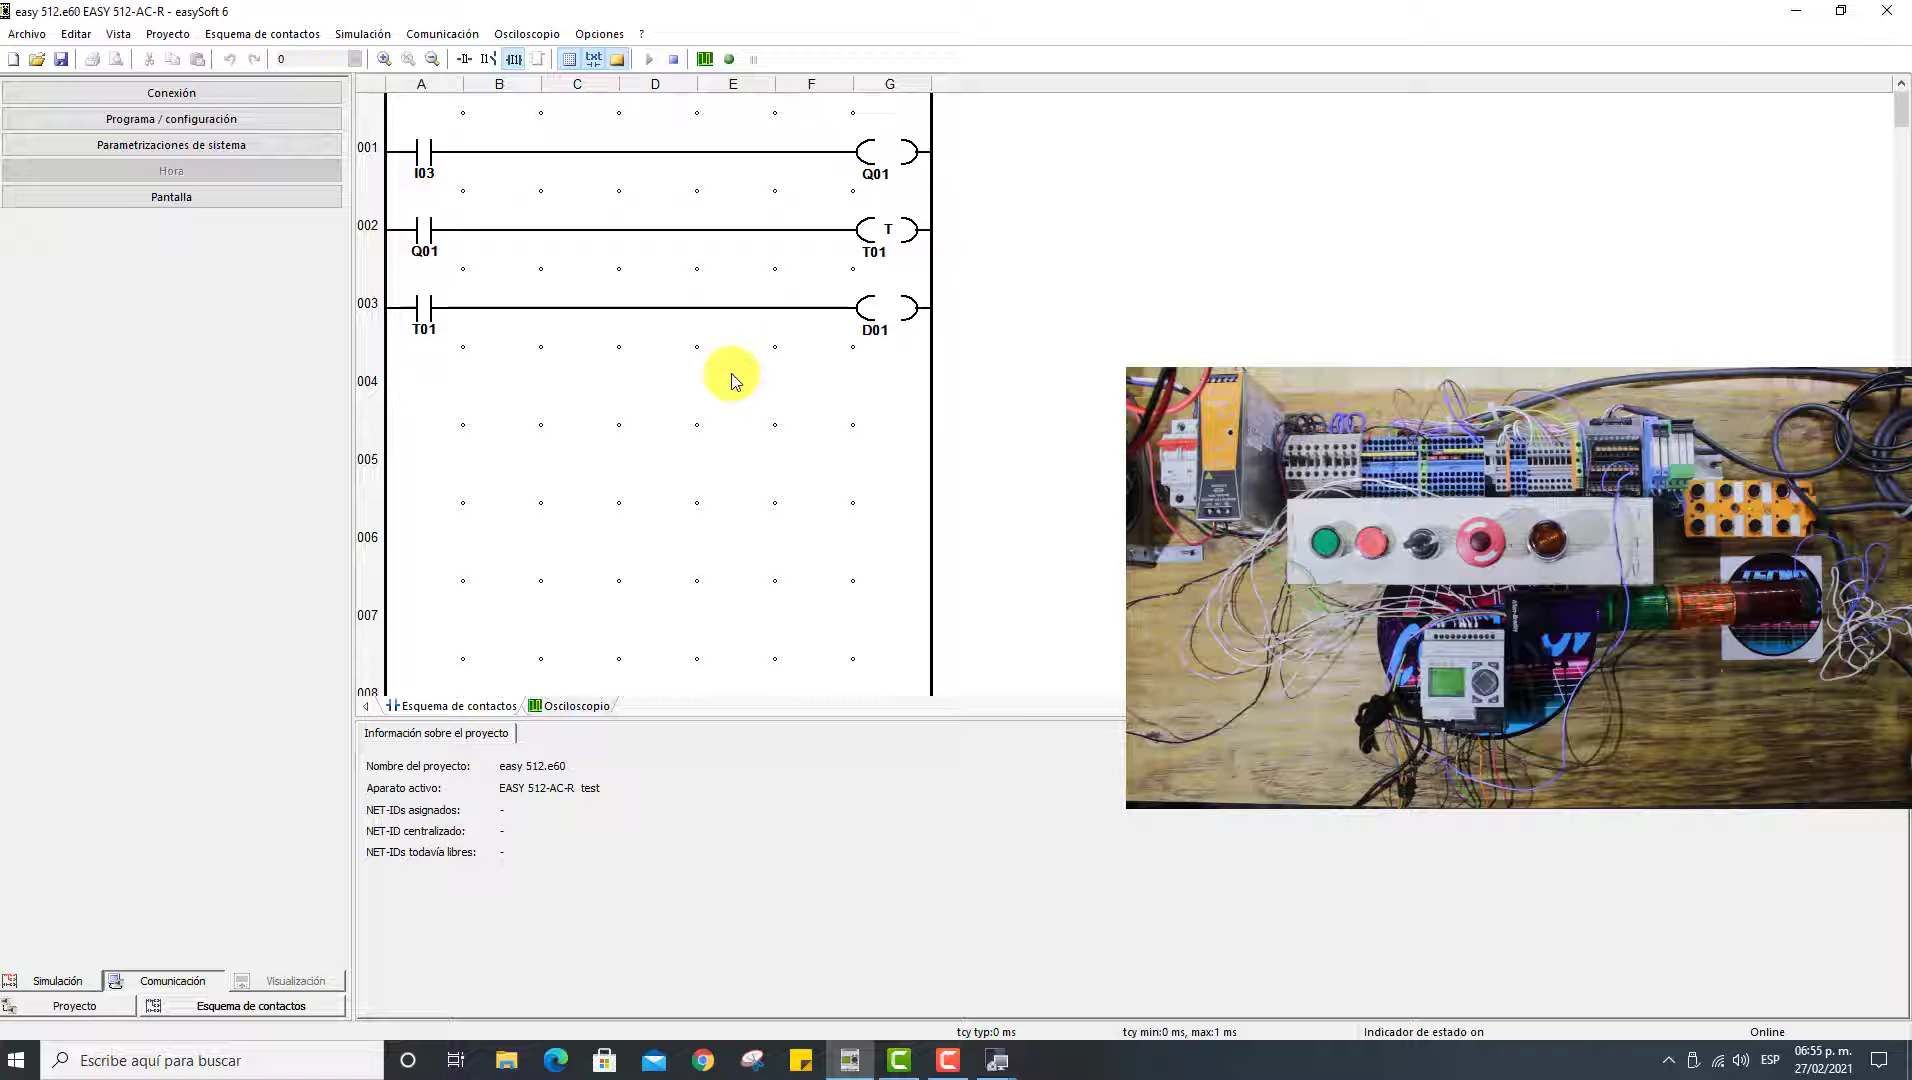 easy 512.e60 EASY 512-AC-R - easySoft 6
Archivo Editar Vista Proyecto Esquema de contactos Simulación Comunicación Osciloscopio Opciones ?
0
txt
Conexión
Programa / configuración
Parametrizaciones de sistema
Hora
Pantalla
A B C D E F G
001
I03 Q01
002
T
Q01 T01
003
T01 D01
004
005
006
007
008
Esquema de contactos Osciloscopio
Información sobre el proyecto
Nombre del proyecto: easy 512.e60
Aparato activo: EASY 512-AC-R test
NET-IDs asignados: -
NET-ID centralizado: -
NET-IDs todavía libres: -
Simulación Comunicación Visualización
Proyecto Esquema de contactos
tcy typ:0 ms tcy min:0 ms, max:1 ms Indicador de estado on Online
Escribe aquí para buscar
ESP
06:55 p. m.
27/02/2021